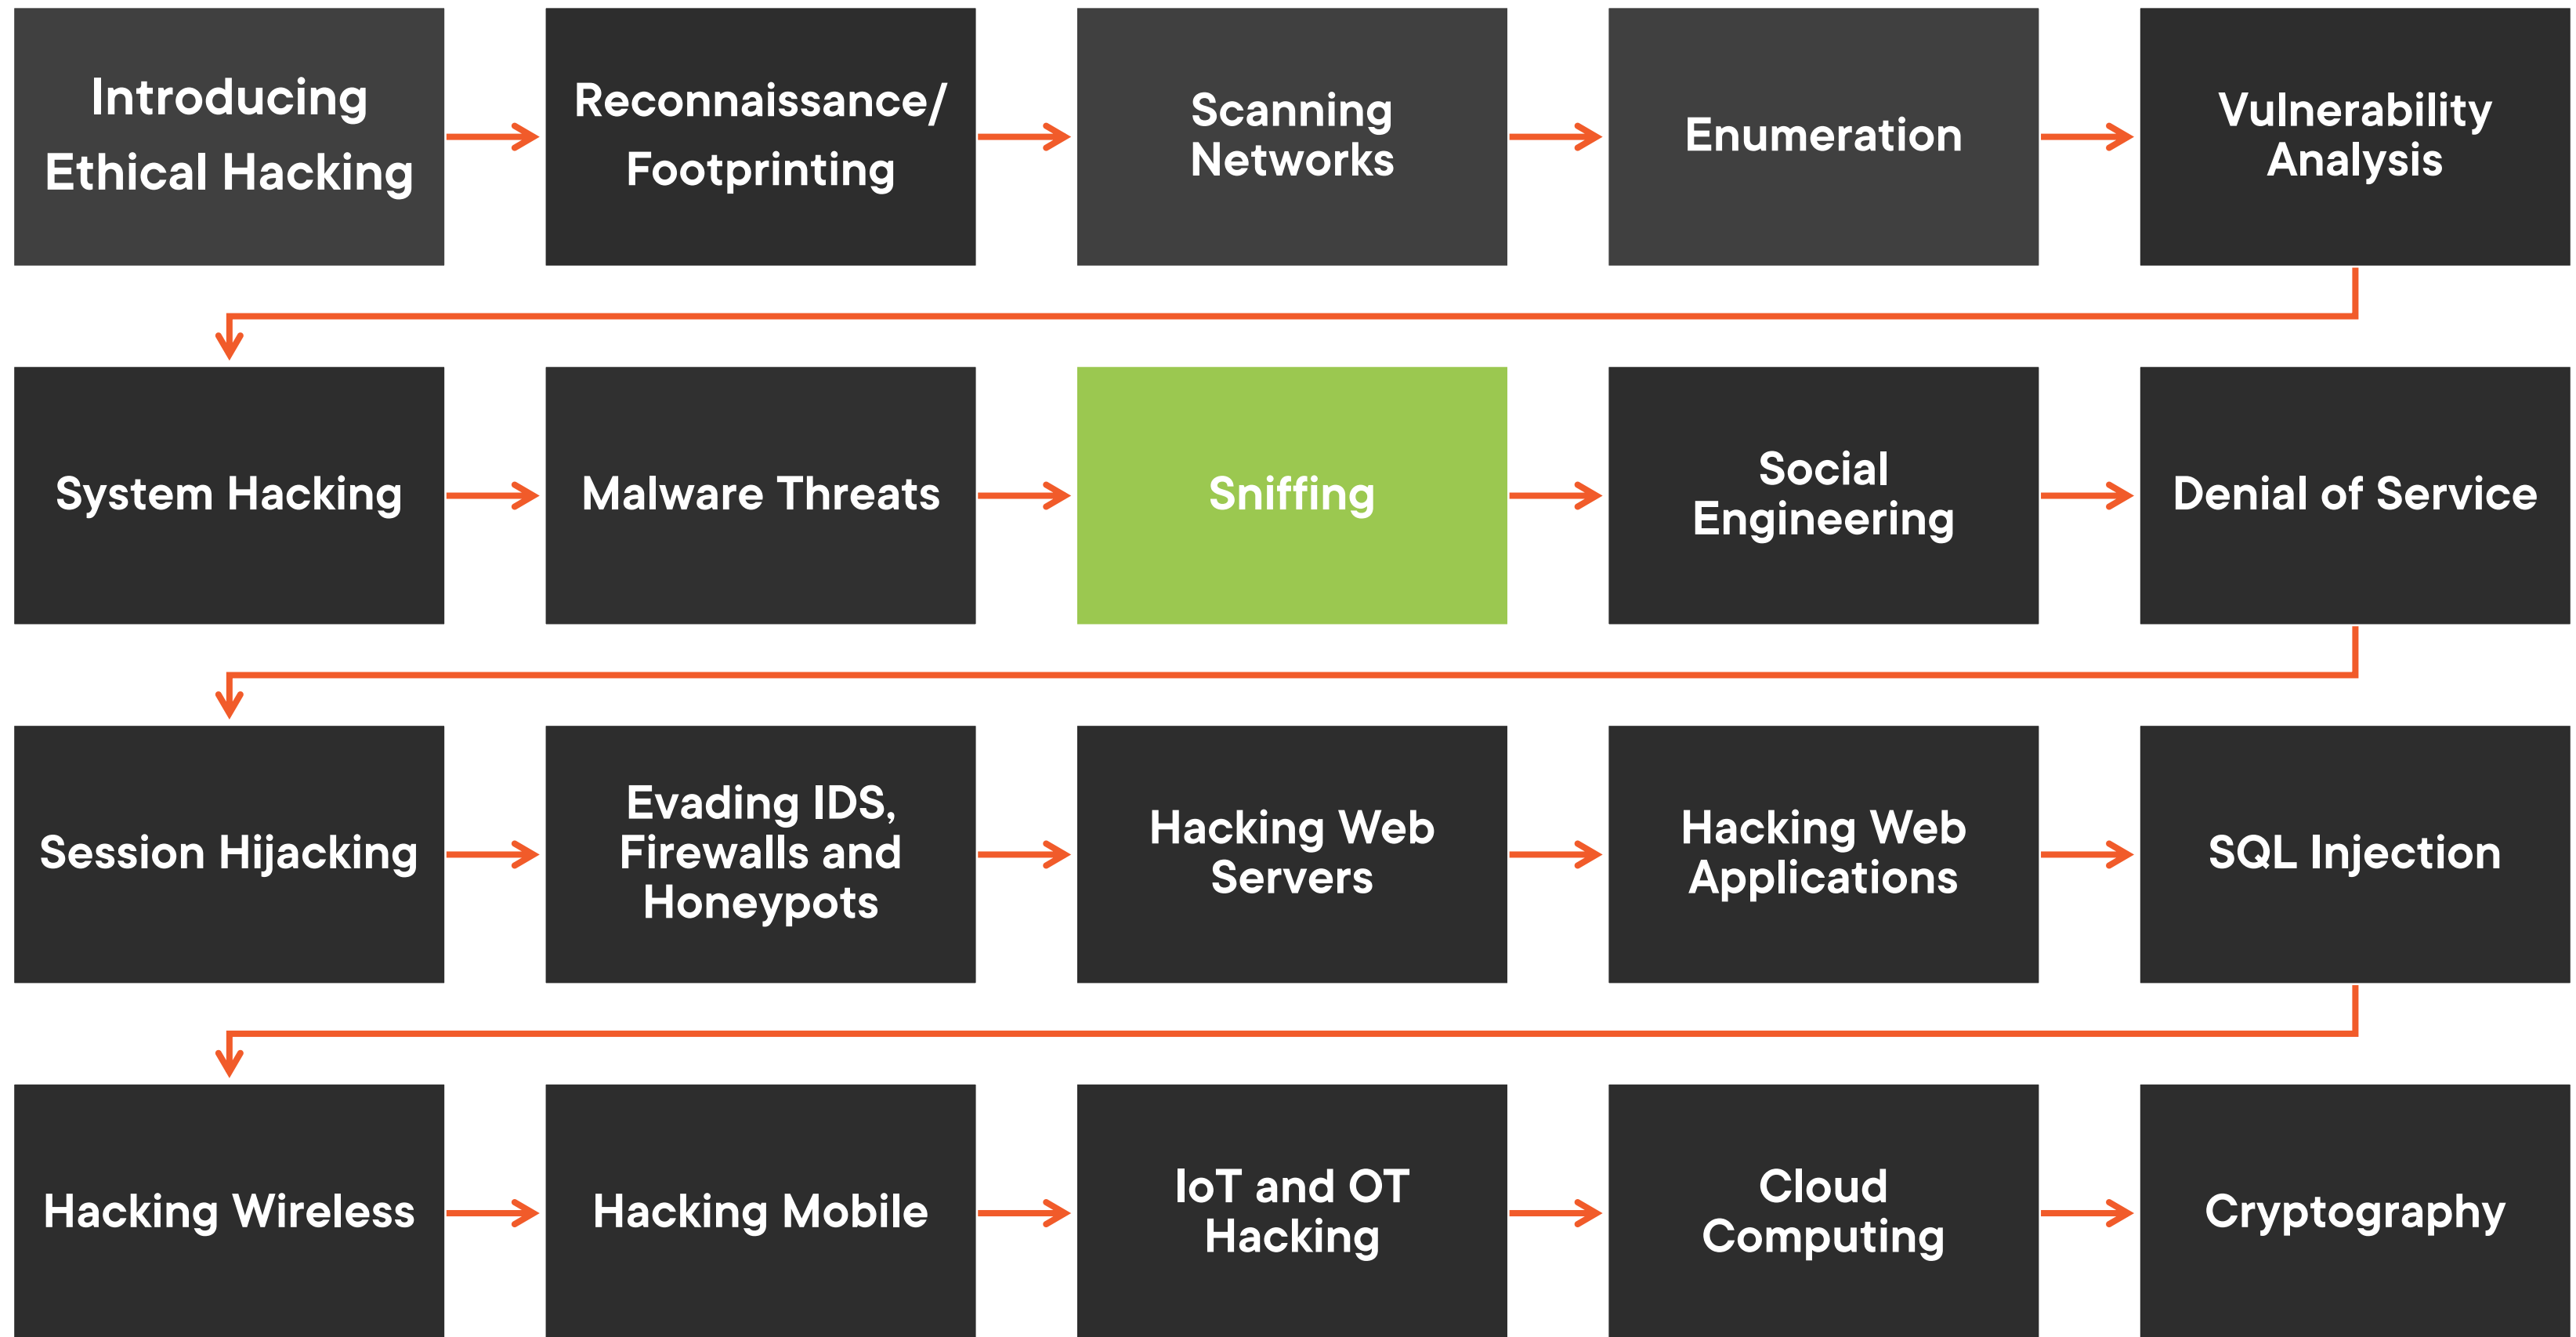 Introducing
Ethical Hacking
Reconnaissance/
Footprinting
Scanning
Networks
Enumeration
Vulnerability
Analysis
System Hacking
Malware Threats
Sniffing
Social
Engineering
Denial of Service
Session Hijacking
Evading IDS,
Firewalls and
Honeypots
Hacking Web
Servers
Hacking Web
Applications
SQL Injection
Hacking Wireless
Hacking Mobile
IoT and OT
Hacking
Cloud
Computing
Cryptography